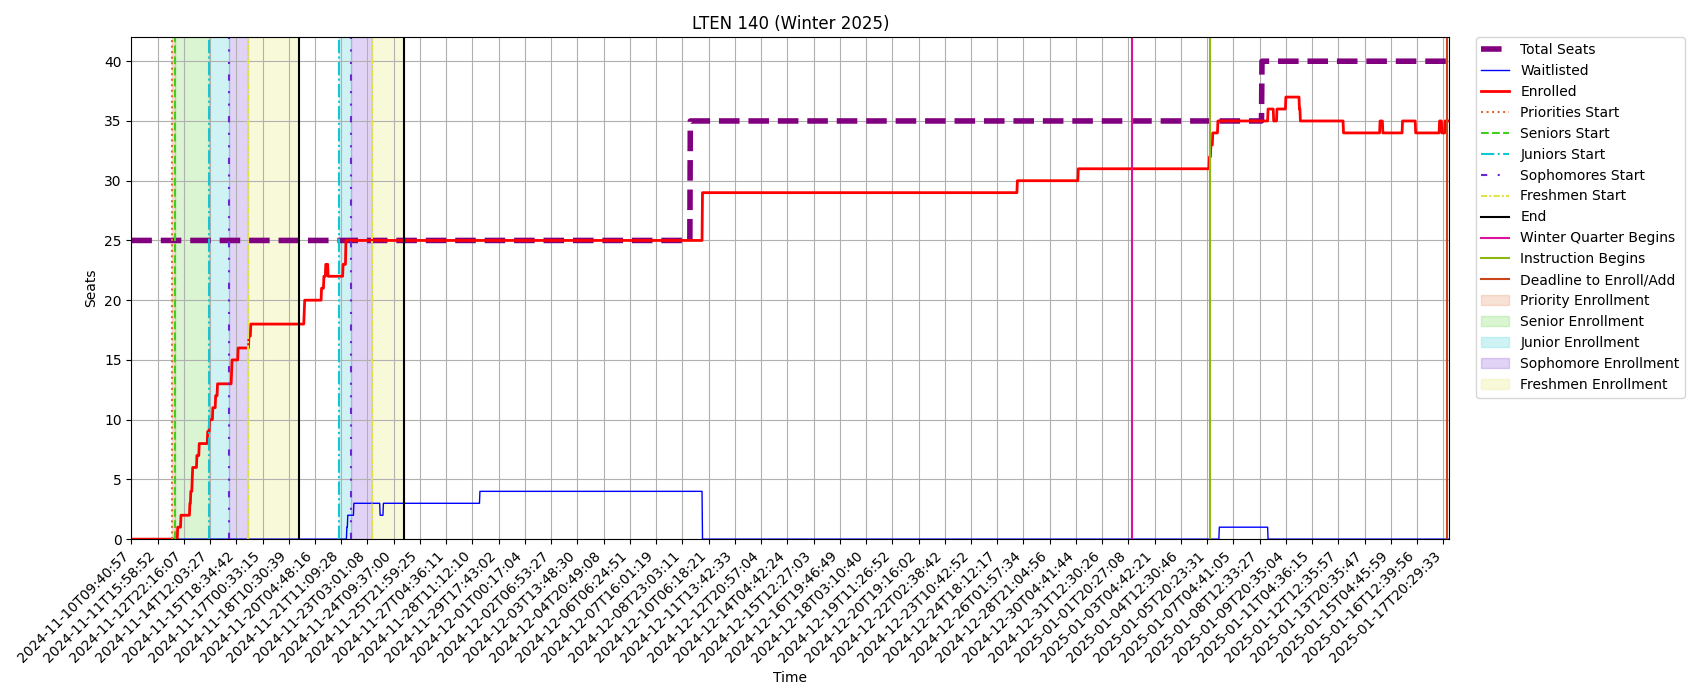 LTEN 140 (Winter 2025)
Seats
40
35
30
25
20
15
10
5
0
2024-11-10T09:40:57
2024-11-11T15:58:52
2024-11-12T22:16:07
2024-11-14T12:03:27
2024-11-15T18:34:42
2024-11-17T00:33:15
2024-11-18T10:30:39
2024-11-20T04:48:16
2024-11-21T11:09:28
2024-11-23T03:01:08
2024-11-24T09:37:00
2024-11-25T21:59:25
2024-11-27T04:36:11
2024-11-28T11:12:10
2024-11-29T17:43:02
2024-12-01T00:17:04
2024-12-02T06:53:27
2024-12-03T13:48:30
2024-12-04T20:49:08
2024-12-06T06:24:51
2024-12-07T16:01:19
2024-12-08T23:03:11
2024-12-10T06:18:21
2024-12-11T13:42:33
2024-12-12T20:57:04
2024-12-14T04:42:24
2024-12-15T12:27:03
2024-12-16T19:46:49
2024-12-18T03:10:40
2024-12-19T11:26:52
2024-12-20T19:16:02
2024-12-22T02:38:42
2024-12-23T10:42:52
2024-12-24T18:12:17
2024-12-26T01:57:34
2024-12-28T21:04:56
2024-12-30T04:41:44
2024-12-31T12:30:26
2025-01-01T20:27:08
2025-01-03T04:42:21
2025-01-04T12:30:46
2025-01-05T20:23:31
2025-01-07T04:41:05
2025-01-08T12:33:27
2025-01-09T20:35:04
2025-01-11T04:36:15
2025-01-12T12:35:57
2025-01-13T20:35:47
2025-01-15T04:45:59
2025-01-16T12:39:56
2025-01-17T20:29:33
Time
Total Seats
Waitlisted
Enrolled
Priorities Start
Seniors Start
Juniors Start
Sophomores Start
Freshmen Start
End
Winter Quarter Begins
Instruction Begins
Deadline to Enroll/Add
Priority Enrollment
Senior Enrollment
Junior Enrollment
Sophomore Enrollment
Freshmen Enrollment